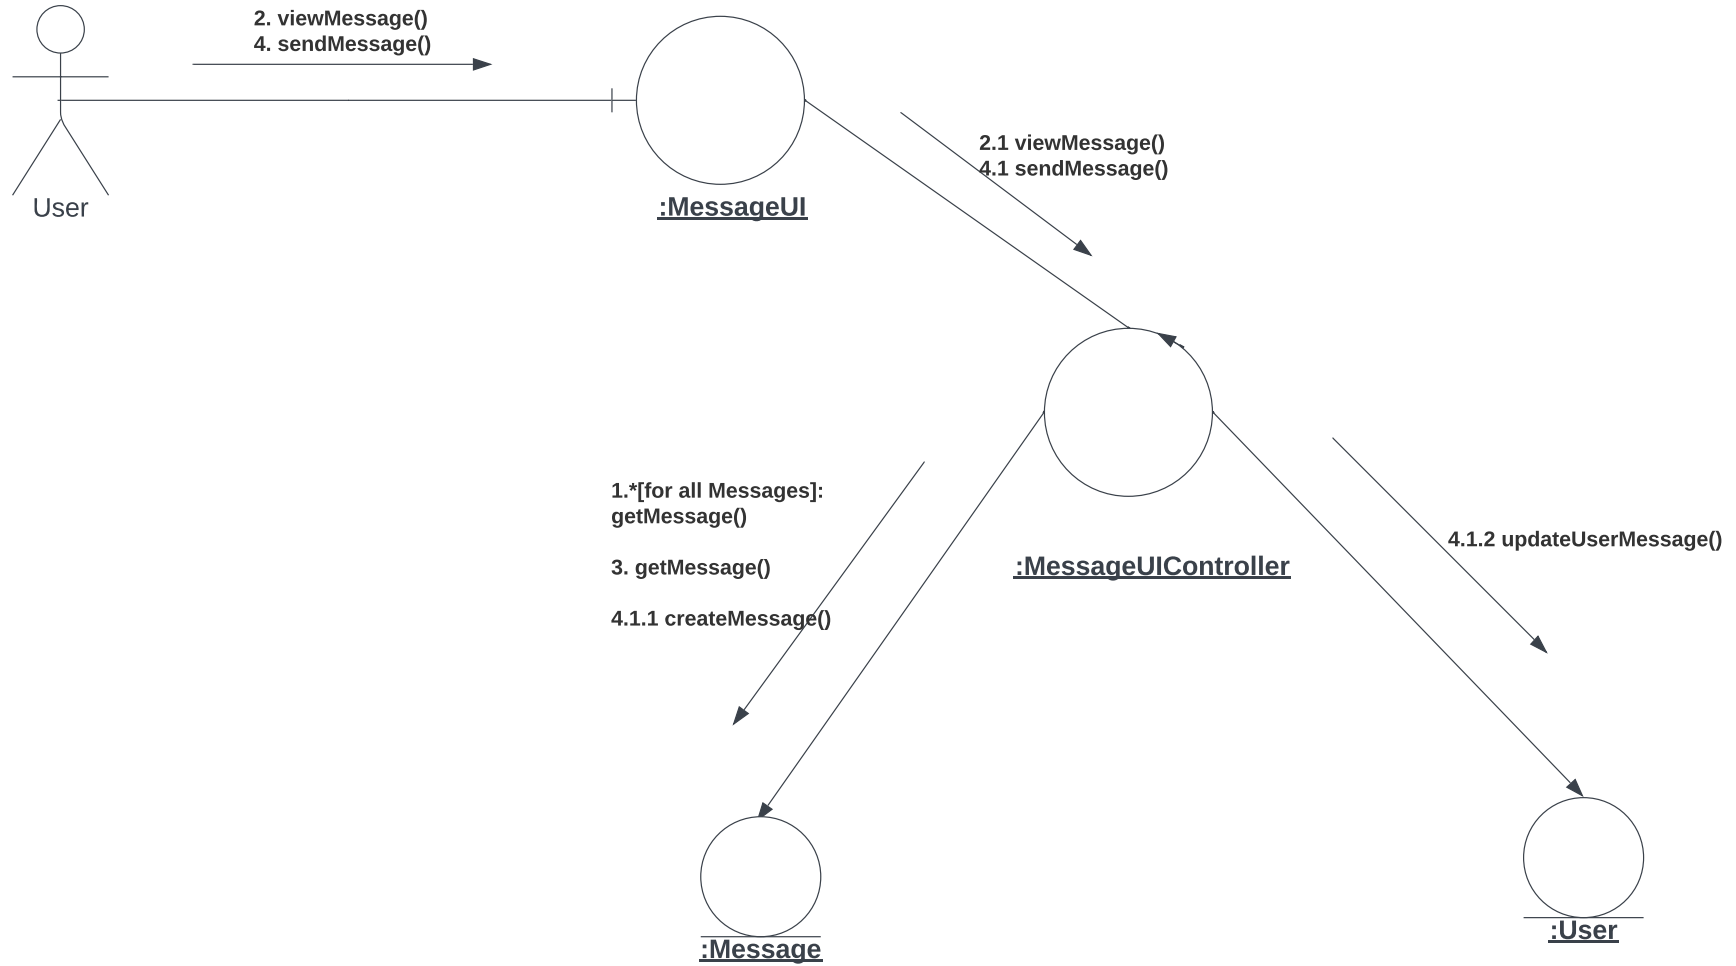 2. viewMessage()
4. sendMessage()
User
:MessageUI
2.1 viewMessage()
4.1 sendMessage()
1.*[for all Messages]:
getMessage()
3. getMessage()
4.1.1 createMessage()
:MessageUIController
4.1.2 updateUserMessage()
:Message
:User